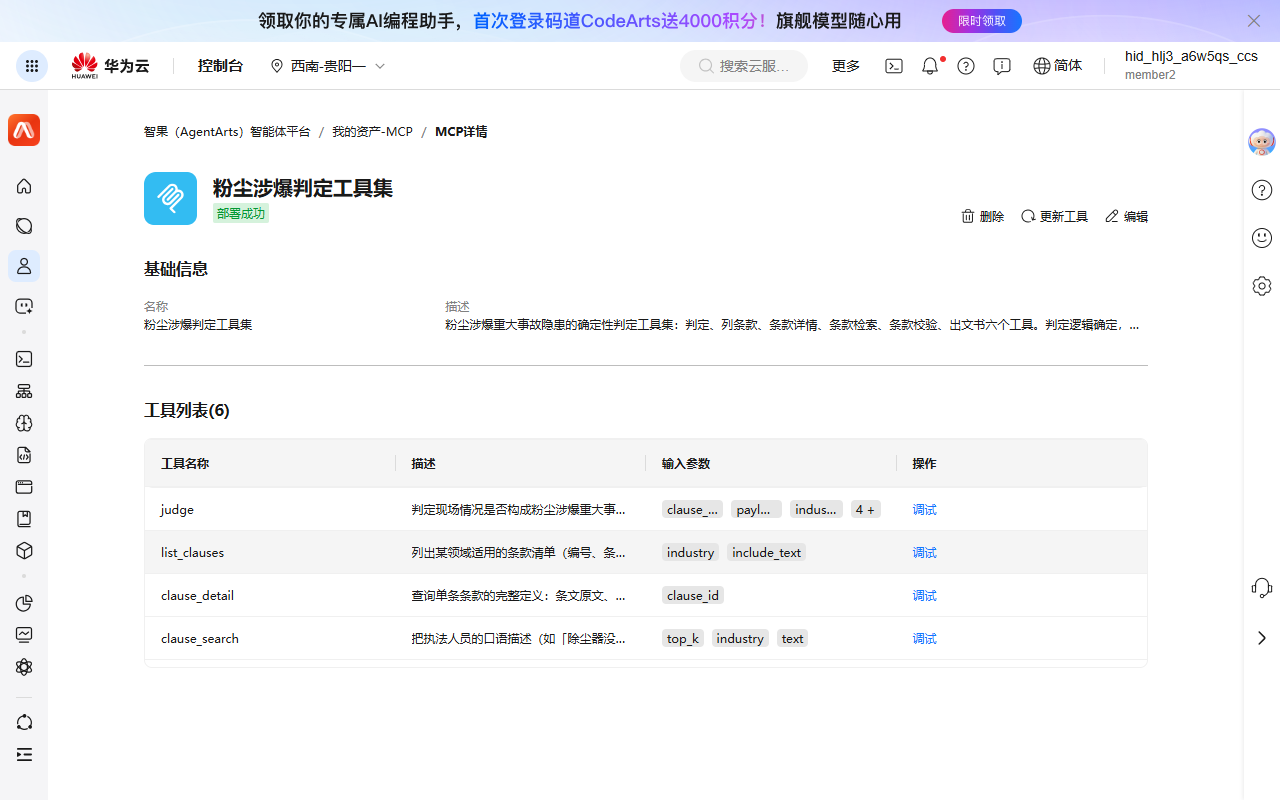 领取你的专属AI编程助手，首次登录码道CodeArts送4000积分！旗舰模型随心用 限时领取
HUAWEI 华为云 控制台 西南-贵阳一 搜索云服... 更多 简体 hid_hlj3_a6w5qs_ccs
member2
智果（AgentArts）智能体平台 / 我的资产-MCP / MCP详情
粉尘涉爆判定工具集
部署成功
删除 更新工具 编辑
基础信息
名称 描述
粉尘涉爆判定工具集 粉尘涉爆重大事故隐患的确定性判定工具集：判定、列条款、条款详情、条款检索、条款校验、出文书六个工具。判定逻辑确定，...
工具列表(6)
工具名称 描述 输入参数 操作
judge 判定现场情况是否构成粉尘涉爆重大事... clause_... payl... indus... 4 + 调试
list_clauses 列出某领域适用的条款清单（编号、条... industry include_text 调试
clause_detail 查询单条条款的完整定义：条文原文、... clause_id 调试
clause_search 把执法人员的口语描述（如「除尘器没... top_k industry text 调试